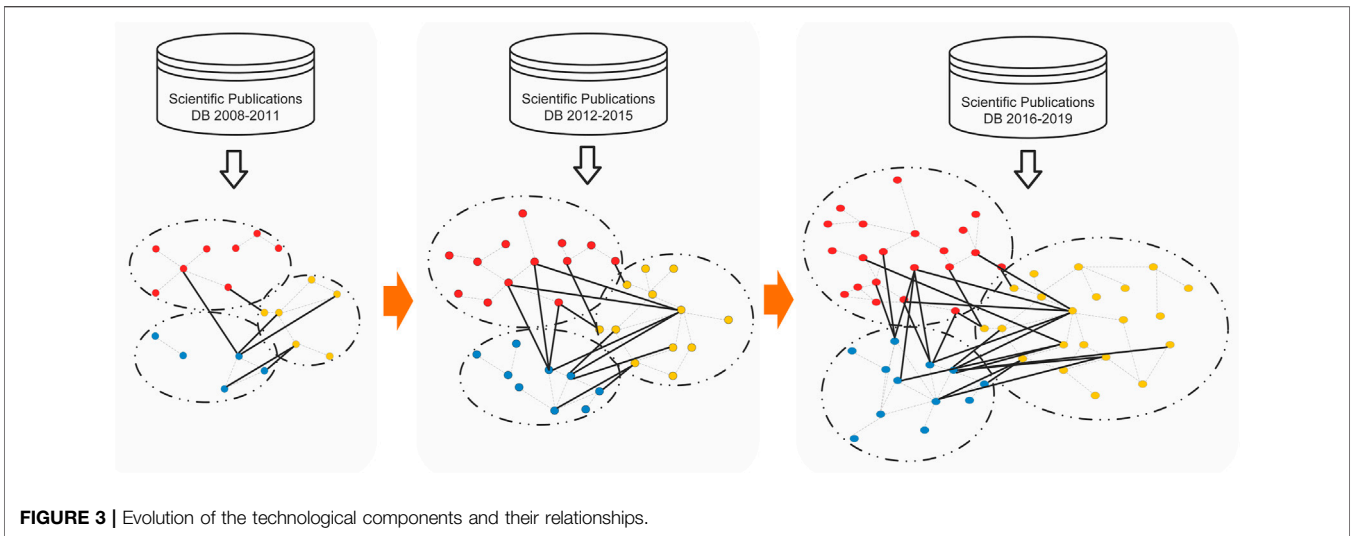 Scientific Publications
DB 2008-2011
Scientific Publications
DB 2012-2015
Scientific Publications
DB 2016-2019
FIGURE 3 | Evolution of the technological components and their relationships.